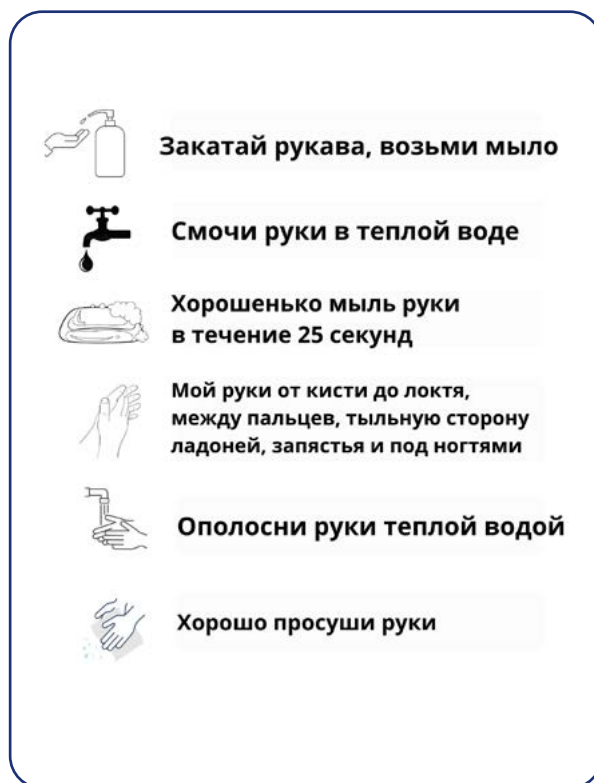 Закатай рукава, возьми мыло
Смочи руки в теплой воде
Хорошенько мыль руки
в течение 25 секунд
Мой руки от кисти до локтя,
между пальцев, тыльную сторону
ладоней, запястья и под ногтями
Ополосни руки теплой водой
Хорошо просуши руки